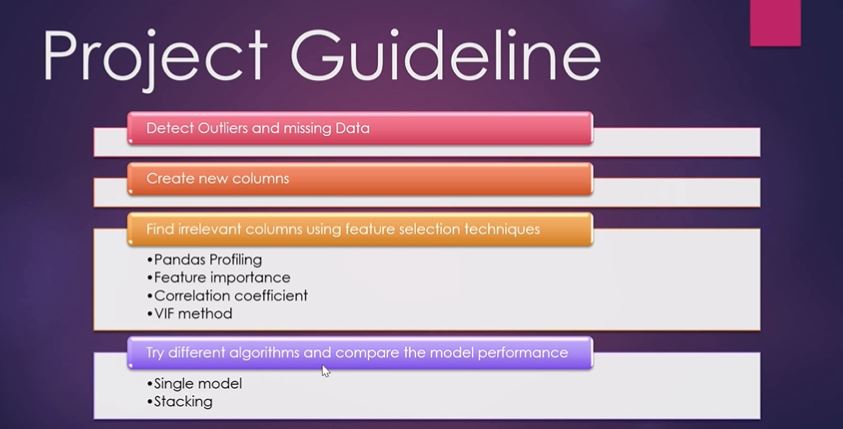 Project Guideline
Detect Outliers and missing Data
Create new columns
Find irrelevant columns using feature selection techniques
•Pandas Profiling
•Feature importance
•Correlation coefficient
•VIF method
Try different algorithms and compare the model performance
•Single model
•Stacking